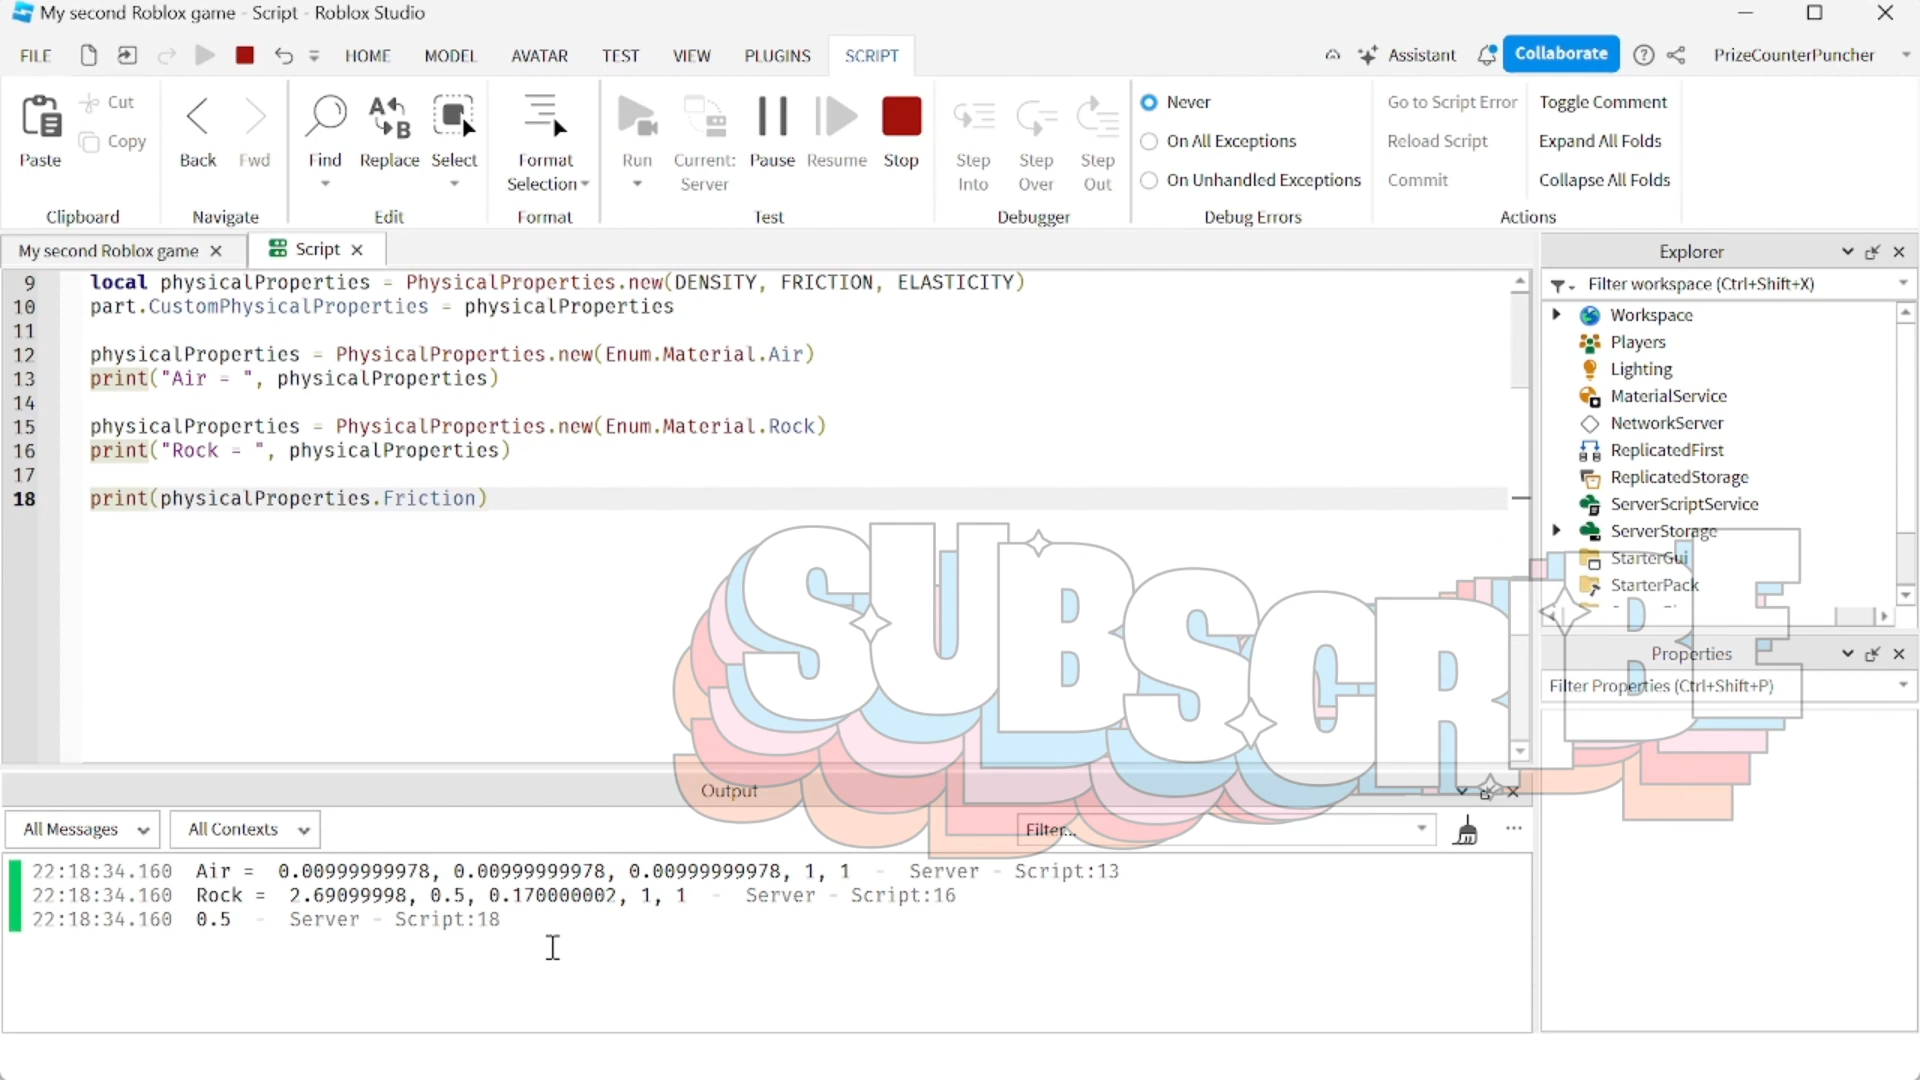 My second Roblox game - Script - Roblox Studio
FILE HOME MODEL AVATAR TEST VIEW PLUGINS SCRIPT Assistant Collaborate PrizeCounterPuncher
Paste Cut Copy
Clipboard
Back Fwd
Navigate
Find Replace Select
Edit
Format
Selection
Format
Run Current:
Server
Pause Resume Stop
Test
Step
Into
Step
Over
Step
Out
Debugger
Never
On All Exceptions
On Unhandled Exceptions
Debug Errors
Go to Script Error
Reload Script
Commit
Toggle Comment
Expand All Folds
Collapse All Folds
Actions
My second Roblox game Script
9 local physicalProperties = PhysicalProperties.new(DENSITY, FRICTION, ELASTICITY)
10 part.CustomPhysicalProperties = physicalProperties
11
12 physicalProperties = PhysicalProperties.new(Enum.Material.Air)
13 print("Air = ", physicalProperties)
14
15 physicalProperties = PhysicalProperties.new(Enum.Material.Rock)
16 print("Rock = ", physicalProperties)
17
18 print(physicalProperties.Friction)
SUBSCRIBE
Explorer
Filter workspace (Ctrl+Shift+X)
Workspace
Players
Lighting
MaterialService
NetworkServer
ReplicatedFirst
ReplicatedStorage
ServerScriptService
ServerStorage
StarterGui
StarterPack
Properties
Filter Properties (Ctrl+Shift+P)
Output
All Messages All Contexts Filter...
22:18:34.160 Air = 0.00999999978, 0.00999999978, 0.00999999978, 1, 1 - Server - Script:13
22:18:34.160 Rock = 2.69099998, 0.5, 0.170000002, 1, 1 - Server - Script:16
22:18:34.160 0.5 - Server - Script:18